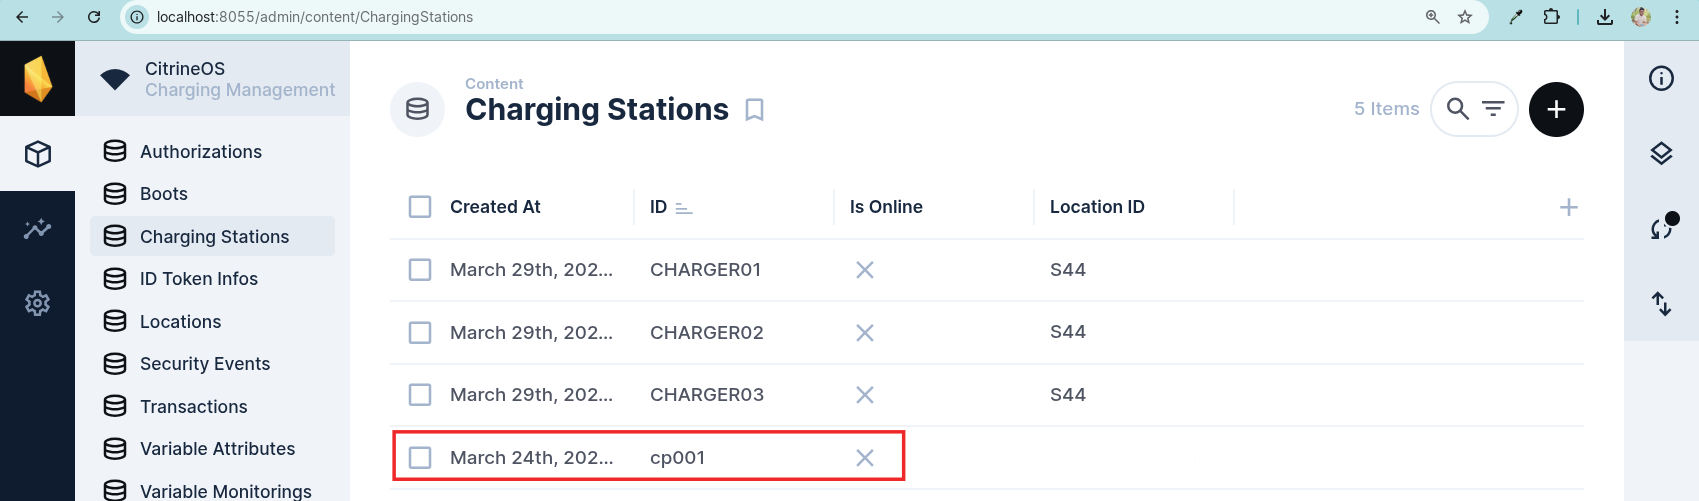 localhost:8055/admin/content/ChargingStations
CitrineOS
Charging Management
Authorizations
Boots
Charging Stations
ID Token Infos
Locations
Security Events
Transactions
Variable Attributes
Variable Monitorings
Content
Charging Stations
5 Items
Created At ID Is Online Location ID
March 29th, 202... CHARGER01 S44
March 29th, 202... CHARGER02 S44
March 29th, 202... CHARGER03 S44
March 24th, 202... cp001